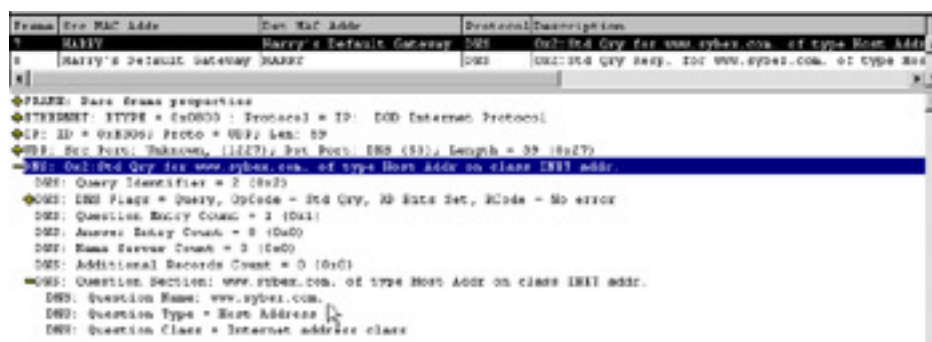 Frame Src MAC Addr Dst MAC Addr Protocol Description
7 HARRY Harry's Default Gateway DNS 0x2:Std Qry for www.sybex.com. of type Host Addr
8 Harry's Default Gateway HARRY DNS 0x2:Std Qry Resp. for www.sybex.com. of type Hos
FRAME: Base frame properties
ETHERNET: ETYPE = 0x0800 : Protocol = IP: DOD Internet Protocol
IP: ID = Proto = UDP; Len: 59
UDP: Src Port: Unknown, (1227); Dst Port: DNS (53); Length = 39 (0x27)
DNS: 0x2:Std Qry for www.sybex.com. of type Host Addr on class INET addr.
DNS: Query Identifier = 2 (0x2)
DNS: DNS Flags = Query, OpCode - Std Qry, RD Bits Set, RCode - No error
DNS: Question Entry Count = 1 (0x1)
DNS: Answer Entry Count = 0 (0x0)
DNS: Name Server Count = 0 (0x0)
DNS: Additional Records Count = 0 (0x0)
DNS: Question Section: www.sybex.com. of type Host Addr on class INET addr.
DNS: Question Name: www.sybex.com.
DNS: Question Type = Host Address
DNS: Question Class = Internet address class